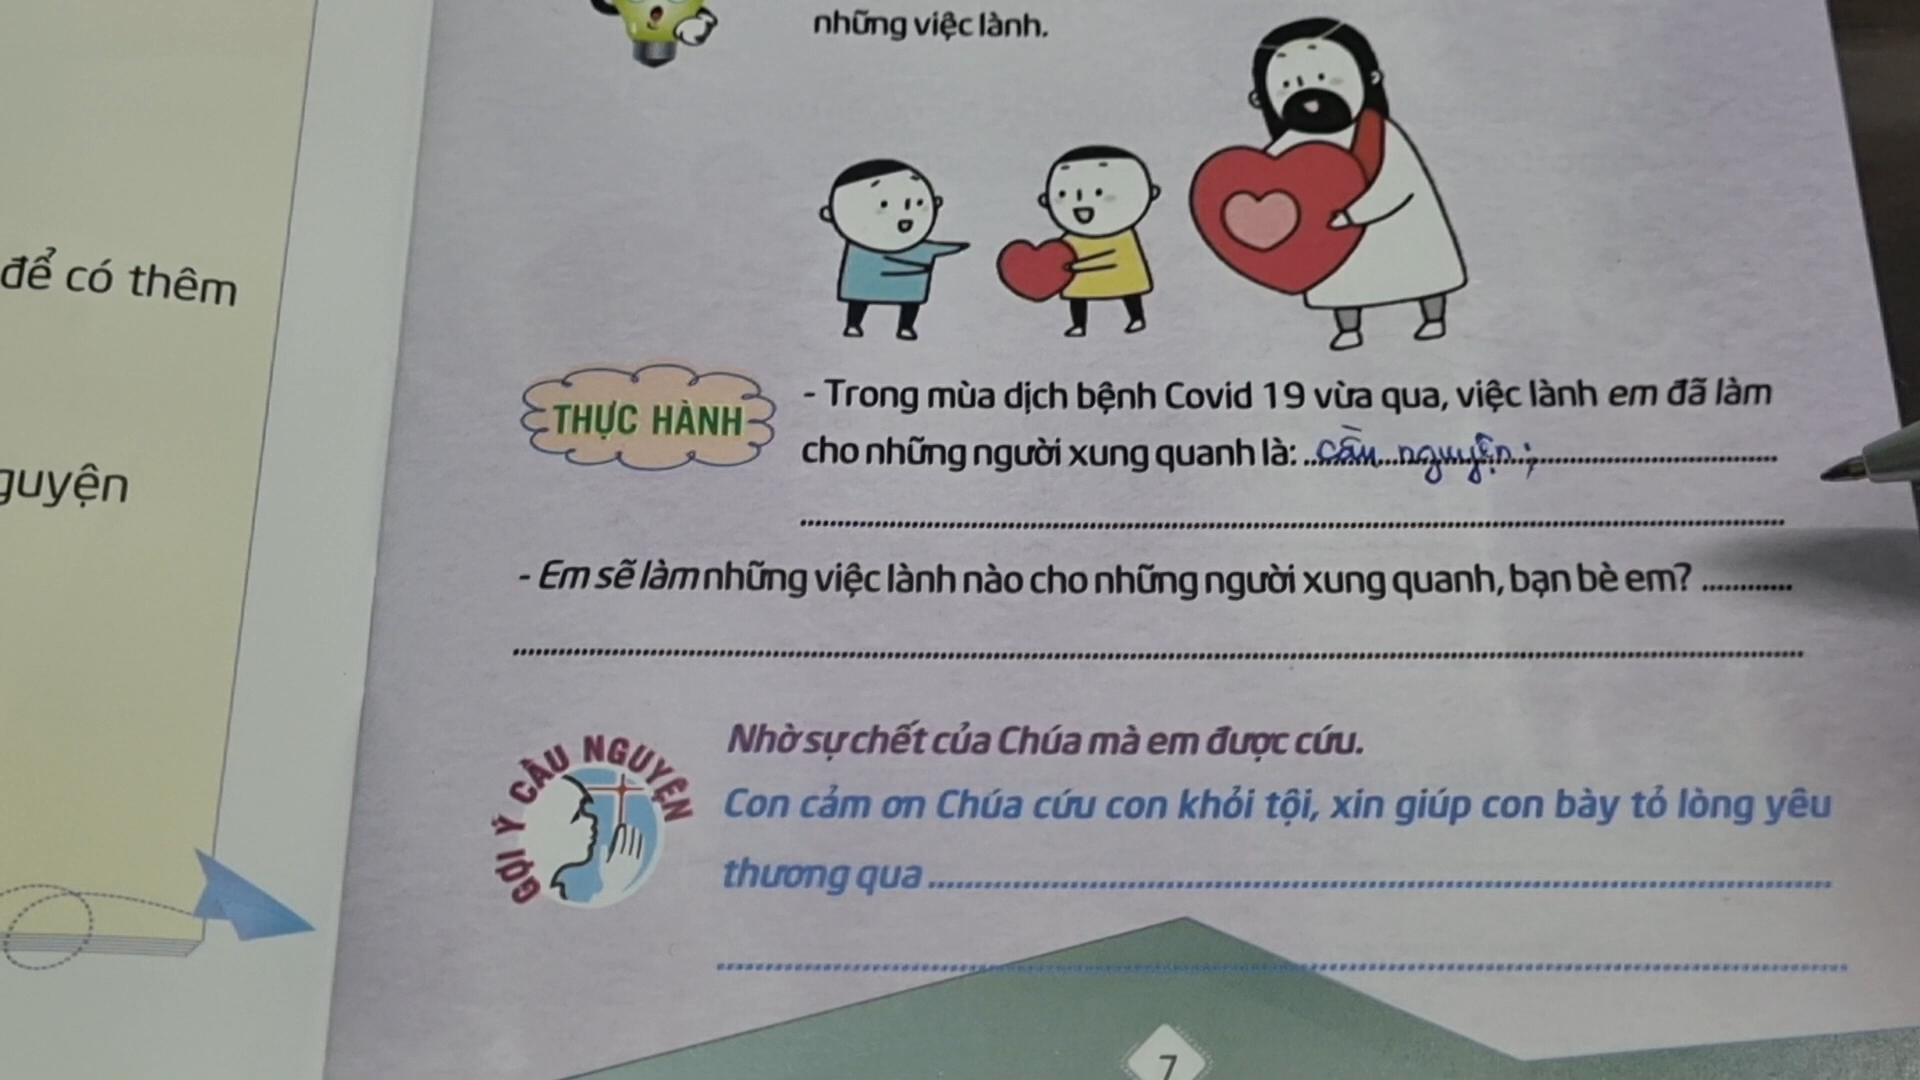 những việc lành.
để có thêm
guyện
THỰC HÀNH
- Trong mùa dịch bệnh Covid 19 vừa qua, việc lành em đã làm
cho những người xung quanh là: cầu nguyện;
- Em sẽ làm những việc lành nào cho những người xung quanh, bạn bè em?
GỢI Ý CẦU NGUYỆN
Nhờ sự chết của Chúa mà em được cứu.
Con cảm ơn Chúa cứu con khỏi tội, xin giúp con bày tỏ lòng yêu
thương qua
7